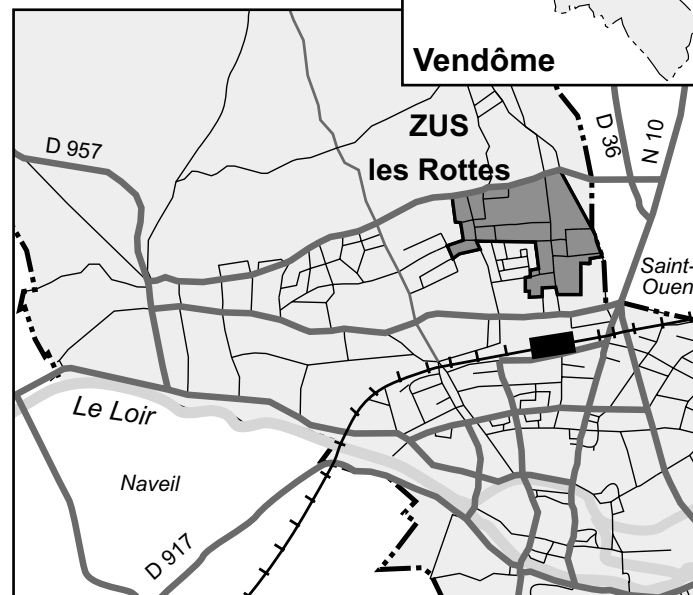 Vendôme
ZUS
les Rottes
D 957
D 36
N 10
Saint-
Ouen
Le Loir
Naveil
D 917